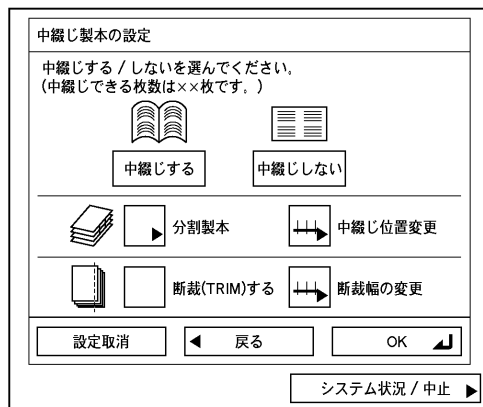 中綴じ製本の設定
中綴じする / しないを選んでください。
(中綴じできる枚数は××枚です。)
中綴じする 中綴じしない
分割製本 中綴じ位置変更
断裁(TRIM)する 断裁幅の変更
設定取消 戻る OK
システム状況 / 中止